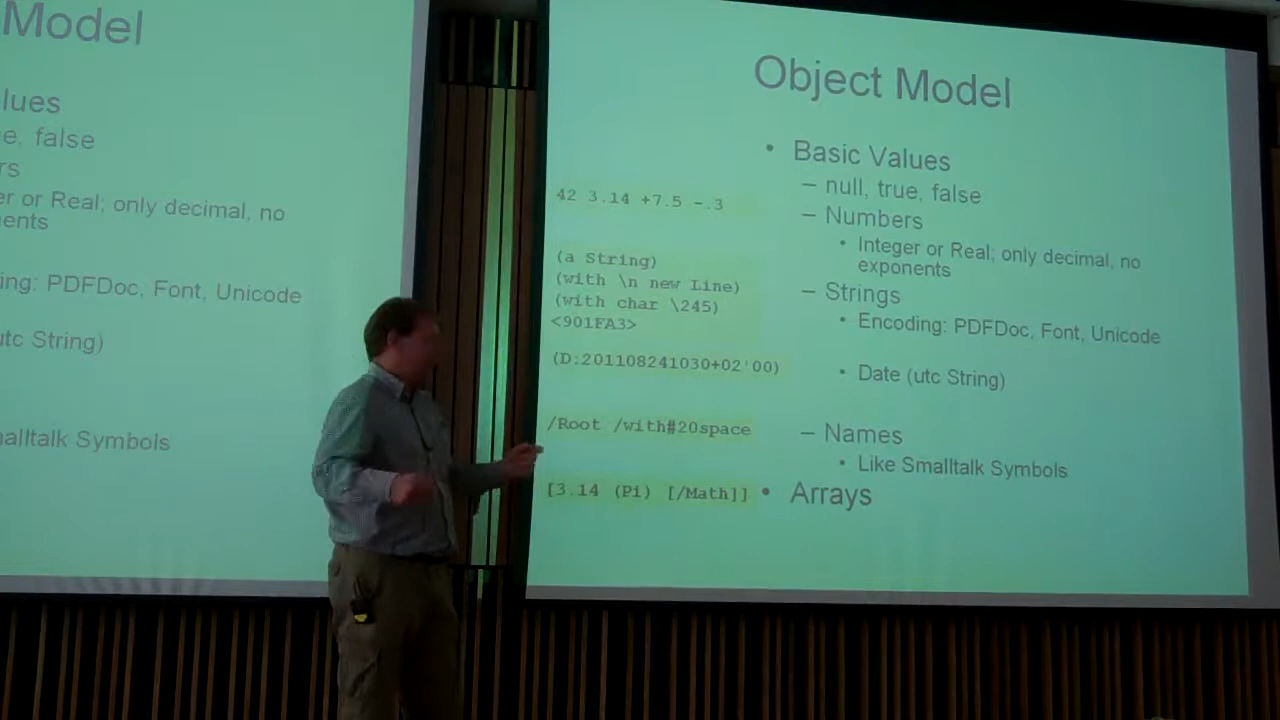 Model
lues
e, false
rs
er or Real; only decimal, no
ents
ing: PDFDoc, Font, Unicode
utc String)
nalltalk Symbols
Object Model
• Basic Values
– null, true, false
42 3.14 +7.5 -.3
– Numbers
• Integer or Real; only decimal, no
exponents
(a String)
(with \n new Line)
(with char \245)
<901FA3>
– Strings
• Encoding: PDFDoc, Font, Unicode
(D:201108241030+02'00)
• Date (utc String)
/Root /with#20space
– Names
• Like Smalltalk Symbols
[3.14 (Pi) [/Math]]
• Arrays